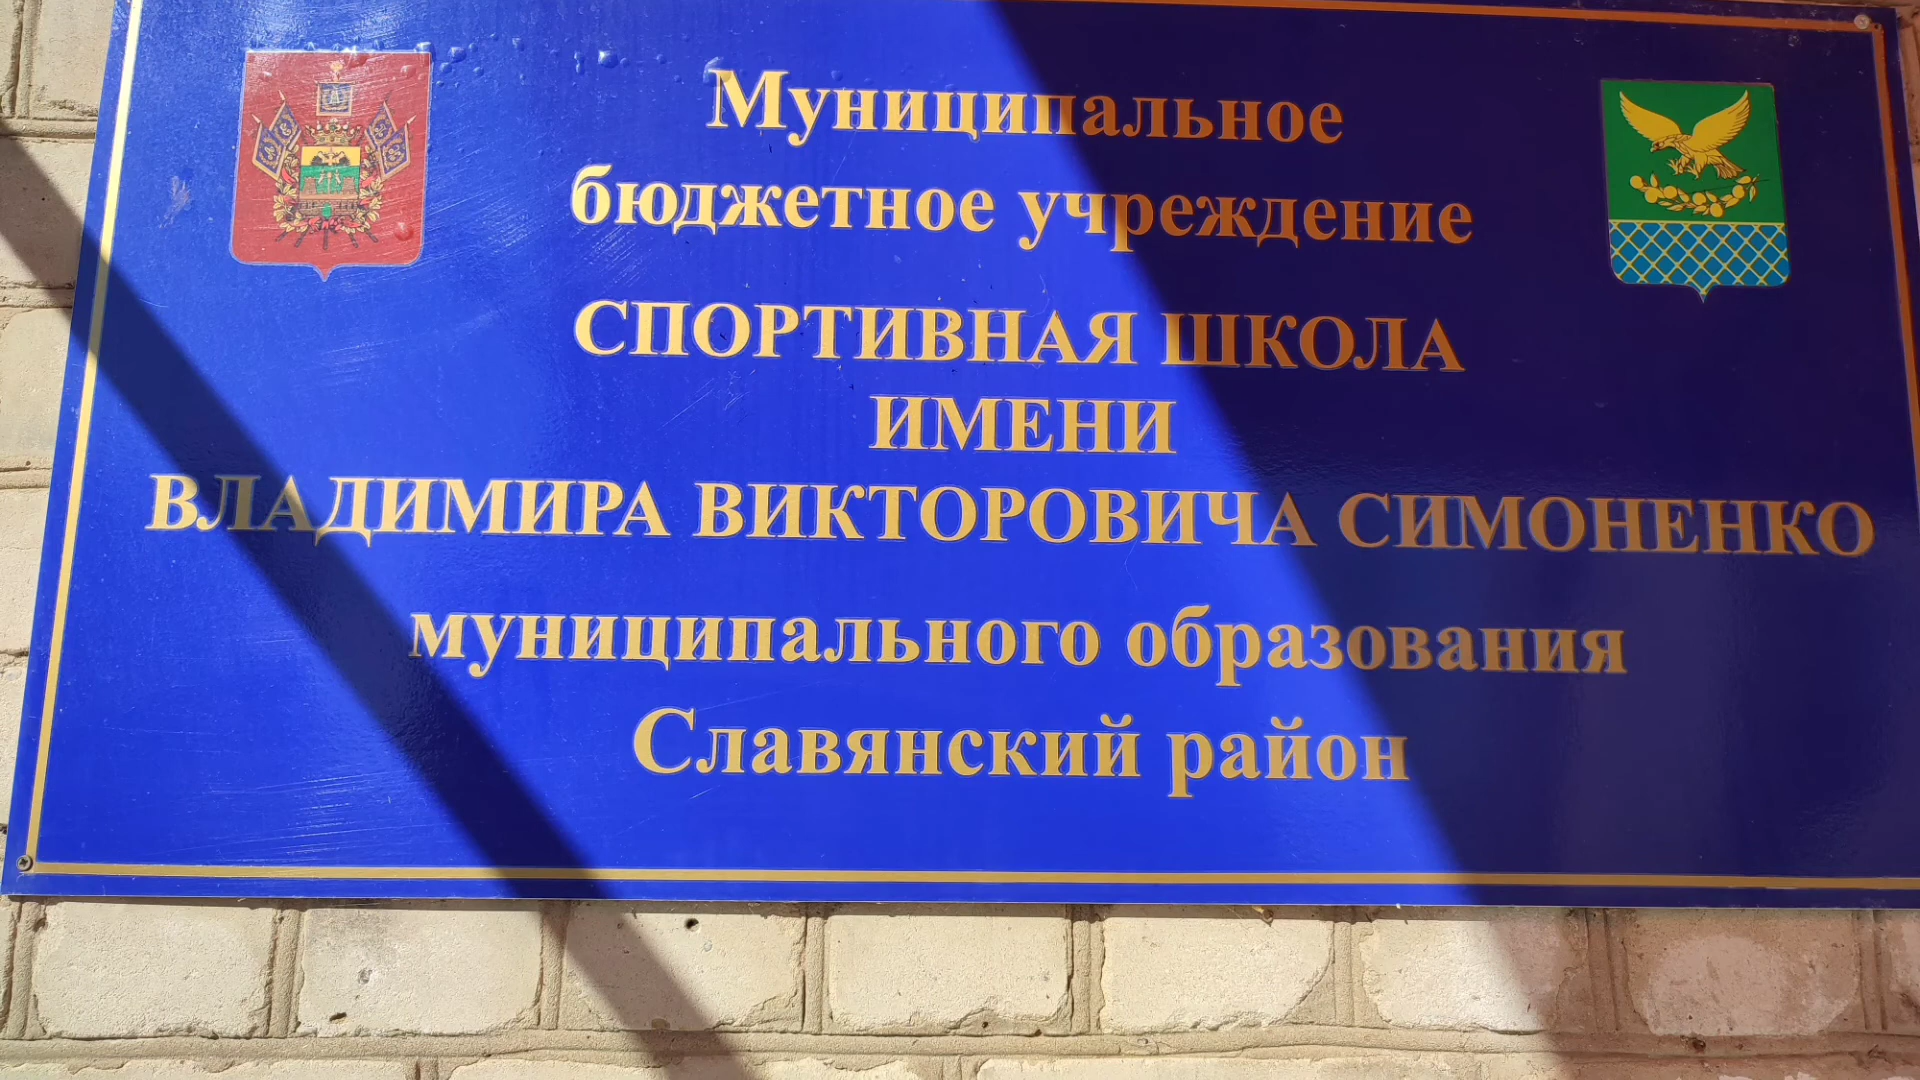 Муниципальное
бюджетное учреждение
СПОРТИВНАЯ ШКОЛА
ИМЕНИ
ВЛАДИМИРА ВИКТОРОВИЧА СИМОНЕНКО
муниципального образования
Славянский район